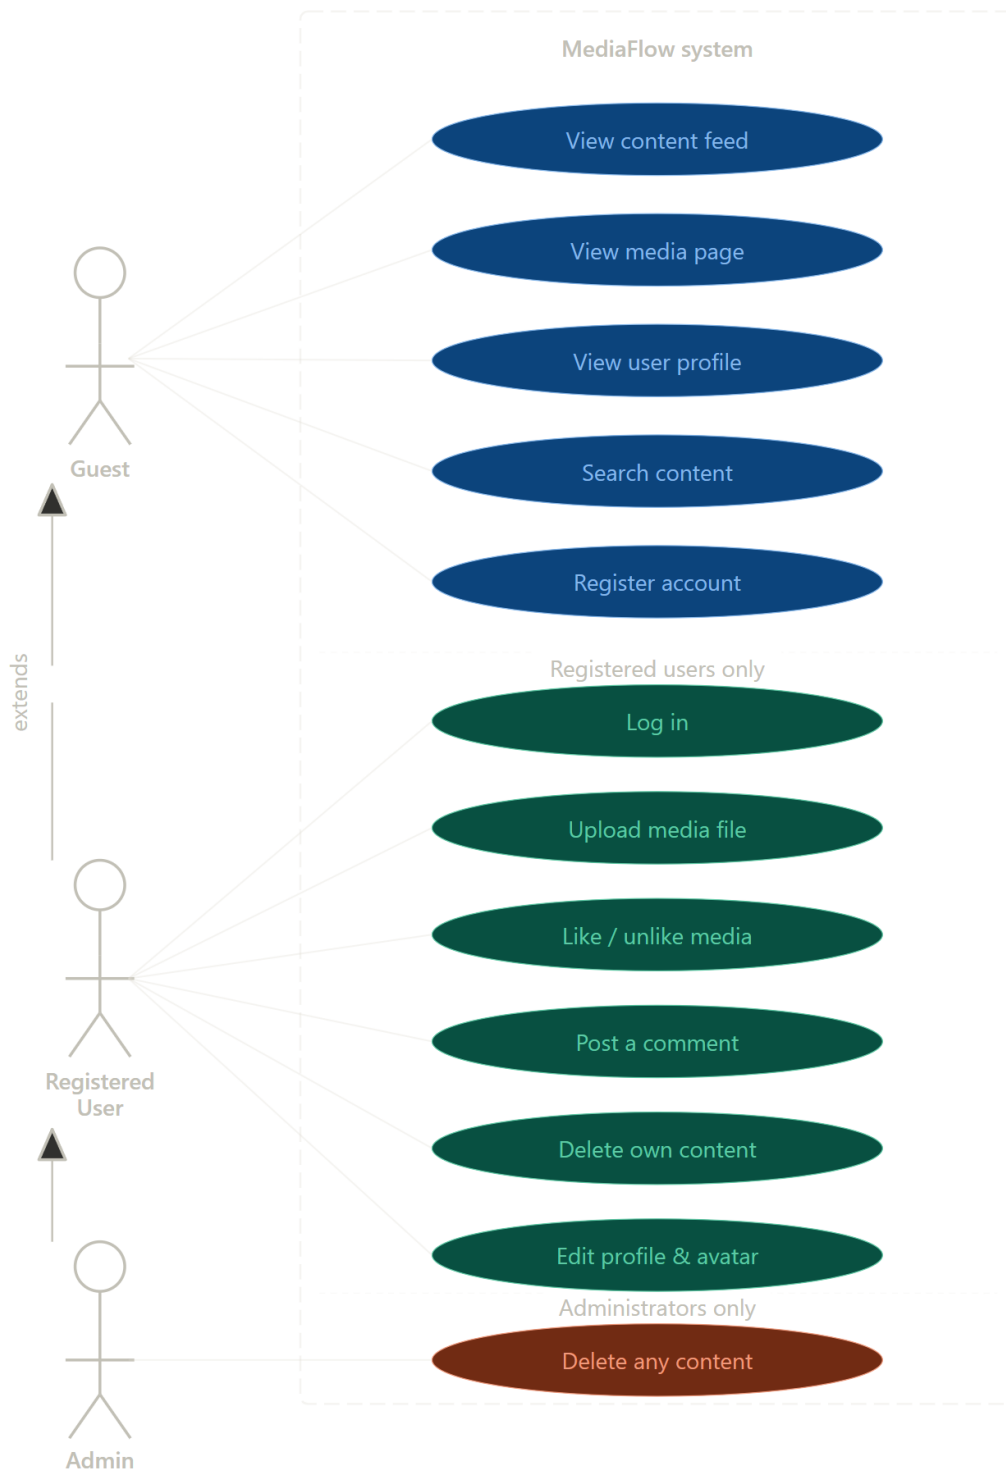 MediaFlow system
View content feed
View media page
View user profile
Search content
Register account
Guest
extends
Registered users only
Log in
Upload media file
Like / unlike media
Post a comment
Delete own content
Edit profile & avatar
Registered
User
Administrators only
Delete any content
Admin